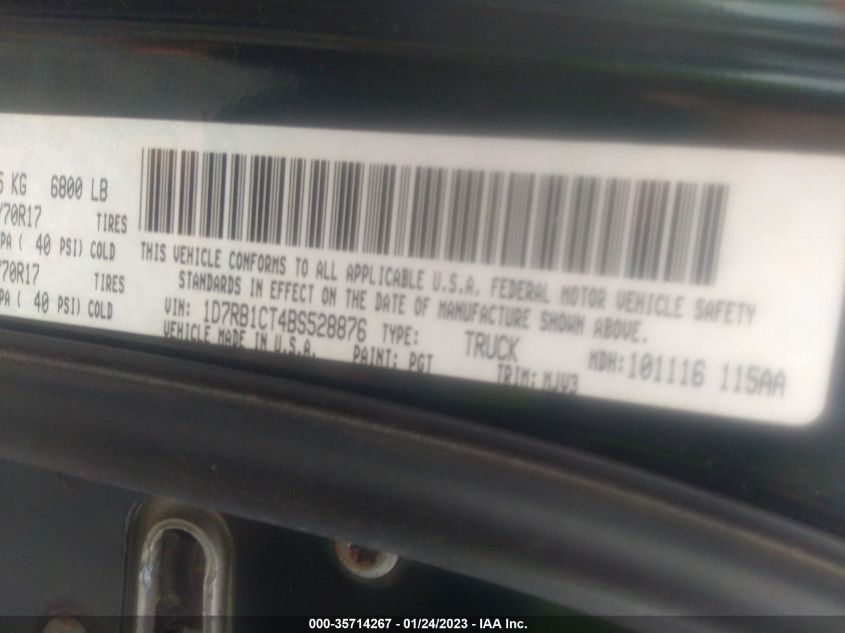 5 KG 6800 LB
/70R17 TIRES
PA ( 40 PSI) COLD
/70R17 TIRES
PA ( 40 PSI) COLD
THIS VEHICLE CONFORMS TO ALL APPLICABLE U.S.A. FEDERAL MOTOR VEHICLE SAFETY
STANDARDS IN EFFECT ON THE DATE OF MANUFACTURE SHOWN ABOVE.
VIN: 1D7RB1CT4BS528876 TYPE: TRUCK MDH:101116 115AA
VEHICLE MADE IN U.S.A. PAINT: PGT TRIM: MJV3
000-35714267 - 01/24/2023 - IAA Inc.